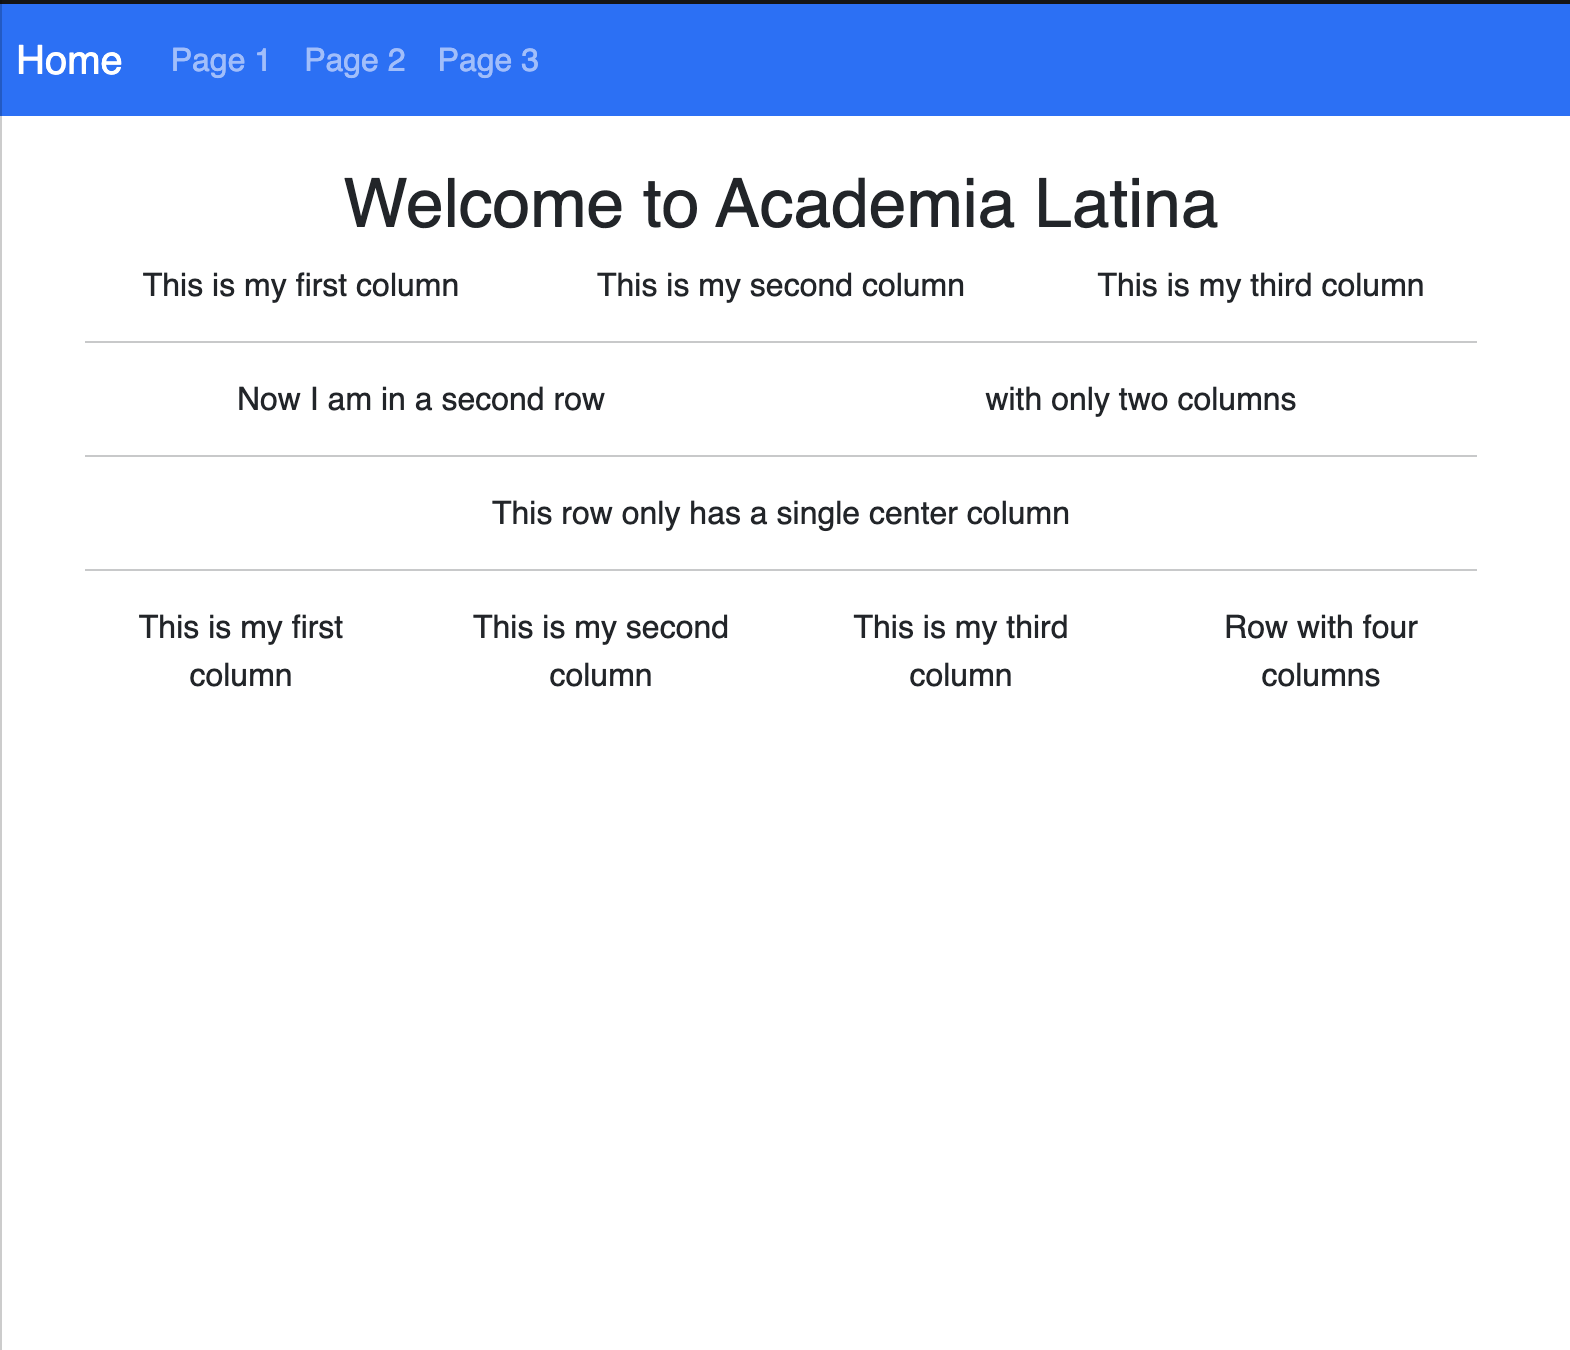 Home Page 1 Page 2 Page 3
Welcome to Academia Latina
This is my first column This is my second column This is my third column
Now I am in a second row with only two columns
This row only has a single center column
This is my first column This is my second column This is my third column Row with four columns